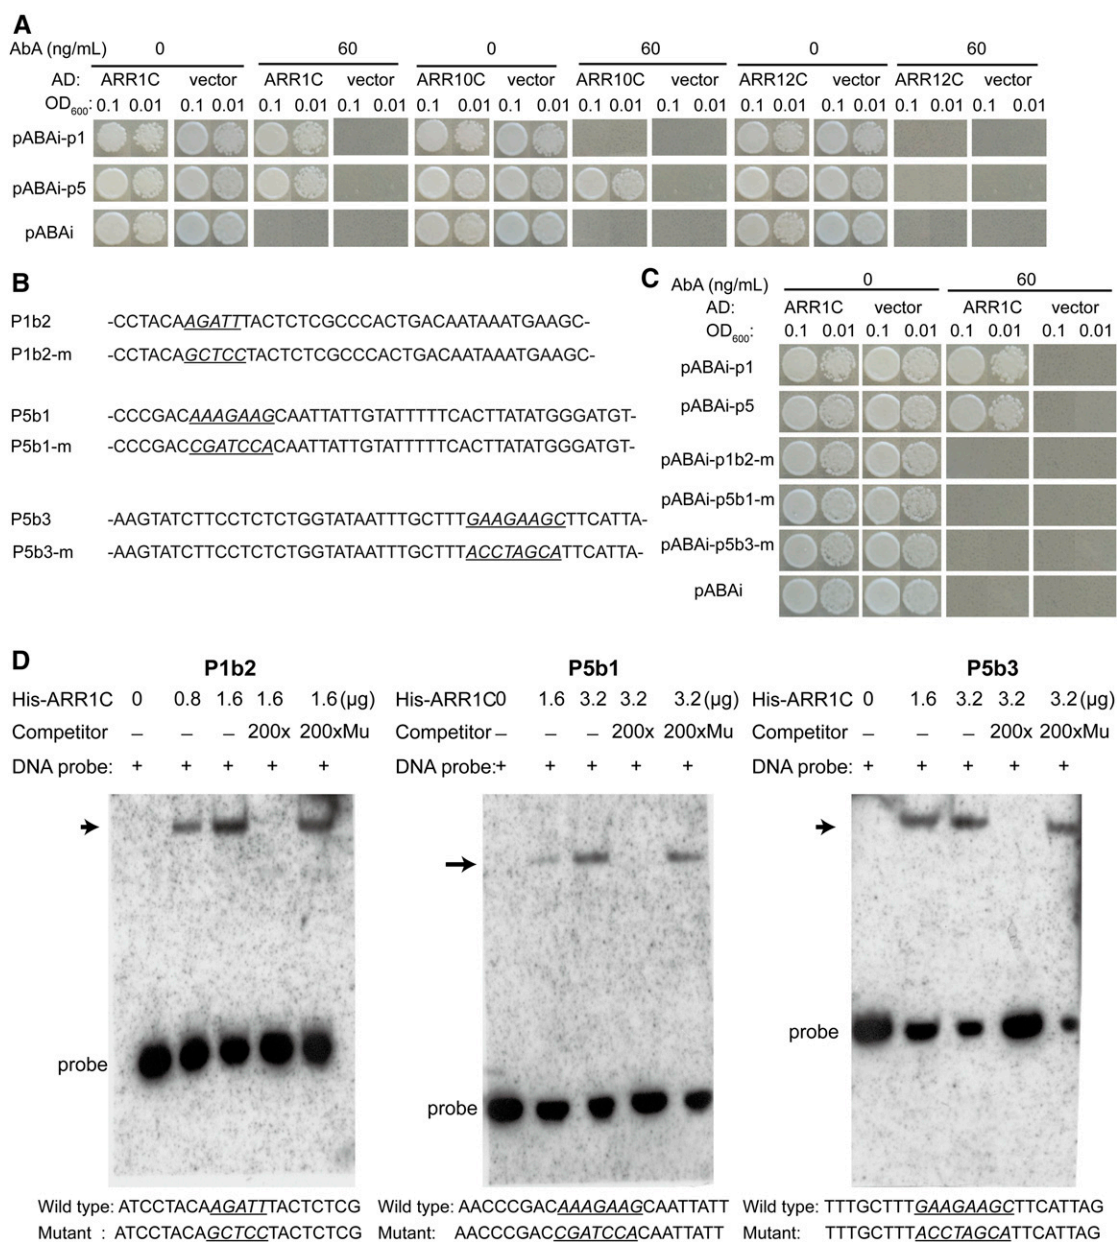 A
AbA (ng/mL) 0 60 0 60 0 60
AD: ARR1C vector ARR1C vector ARR10C vector ARR10C vector ARR12C vector ARR12C vector
OD600: 0.1 0.01 0.1 0.01 0.1 0.01 0.1 0.01 0.1 0.01 0.1 0.01 0.1 0.01 0.1 0.01 0.1 0.01 0.1 0.01 0.1 0.01 0.1 0.01
pABAi-p1
pABAi-p5
pABAi
B
P1b2 -CCTACAAGATTTACTCTCGCCCACTGACAATAAATGAAGC-
P1b2-m -CCTACAGCTCCTACTCTCGCCCACTGACAATAAATGAAGC-
P5b1 -CCCGACAAAGAAGCAATTATTGTATTTTTCACTTATATGGGATGT-
P5b1-m -CCCGACCGATCCACAATTATTGTATTTTTCACTTATATGGGATGT-
P5b3 -AAGTATCTTCCTCTCTGGTATAATTTGCTTTGAAGAAGCTTCATTA-
P5b3-m -AAGTATCTTCCTCTCTGGTATAATTTGCTTTACCTAGCATTCATTA-
C
AbA (ng/mL) 0 60
AD: ARR1C vector ARR1C vector
OD600: 0.1 0.01 0.1 0.01 0.1 0.01 0.1 0.01
pABAi-p1
pABAi-p5
pABAi-p1b2-m
pABAi-p5b1-m
pABAi-p5b3-m
pABAi
D
P1b2
His-ARR1C 0 0.8 1.6 1.6 1.6 (µg)
Competitor – – – 200x 200xMu
DNA probe: + + + + +
probe
Wild type: ATCCTACAAGATTTACTCTCG
Mutant : ATCCTACAGCTCCTACTCTCG
P5b1
His-ARR1C0 1.6 3.2 3.2 3.2 (µg)
Competitor – – – 200x 200xMu
DNA probe:+ + + + +
probe
Wild type: AACCCGACAAAGAAGCAATTATT
Mutant: AACCCGACCGATCCACAATTATT
P5b3
His-ARR1C 0 1.6 3.2 3.2 3.2 (µg)
Competitor – – – 200x 200xMu
DNA probe: + + + + +
probe
Wild type: TTTGCTTTGAAGAAGCTTCATTAG
Mutant: TTTGCTTTACCTAGCATTCATTAG